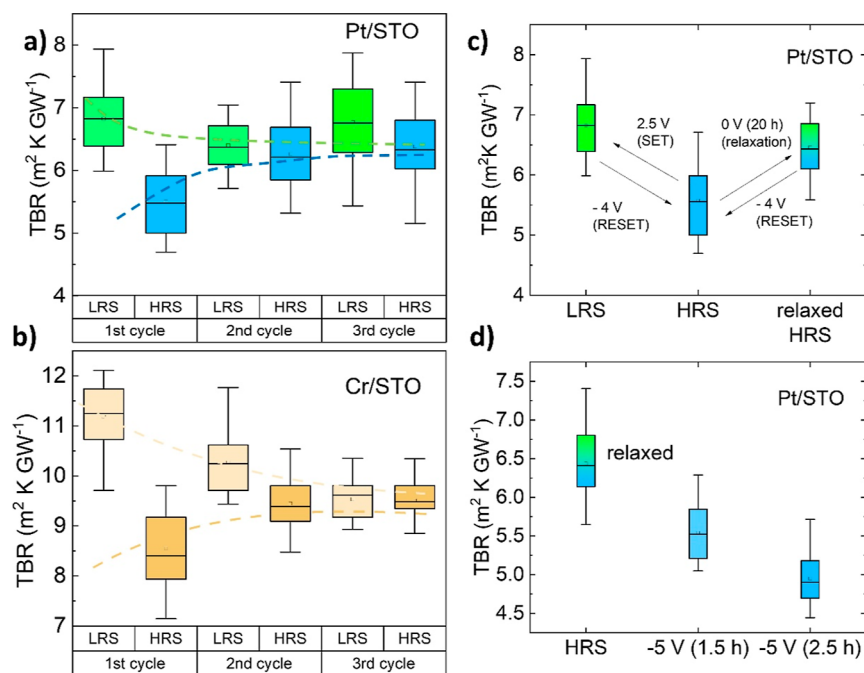 a)
Pt/STO
TBR (m² K GW⁻¹)
8
7
6
5
4
LRS HRS LRS HRS LRS HRS
1st cycle 2nd cycle 3rd cycle
b)
Cr/STO
TBR (m² K GW⁻¹)
12
11
10
9
8
7
LRS HRS LRS HRS LRS HRS
1st cycle 2nd cycle 3rd cycle
c)
Pt/STO
TBR (m² K GW⁻¹)
8
7
6
5
4
2.5 V
(SET)
0 V (20 h)
(relaxation)
- 4 V
(RESET)
- 4 V
(RESET)
LRS HRS relaxed
HRS
d)
Pt/STO
TBR (m² K GW⁻¹)
7.5
7.0
6.5
6.0
5.5
5.0
4.5
relaxed
HRS -5 V (1.5 h) -5 V (2.5 h)